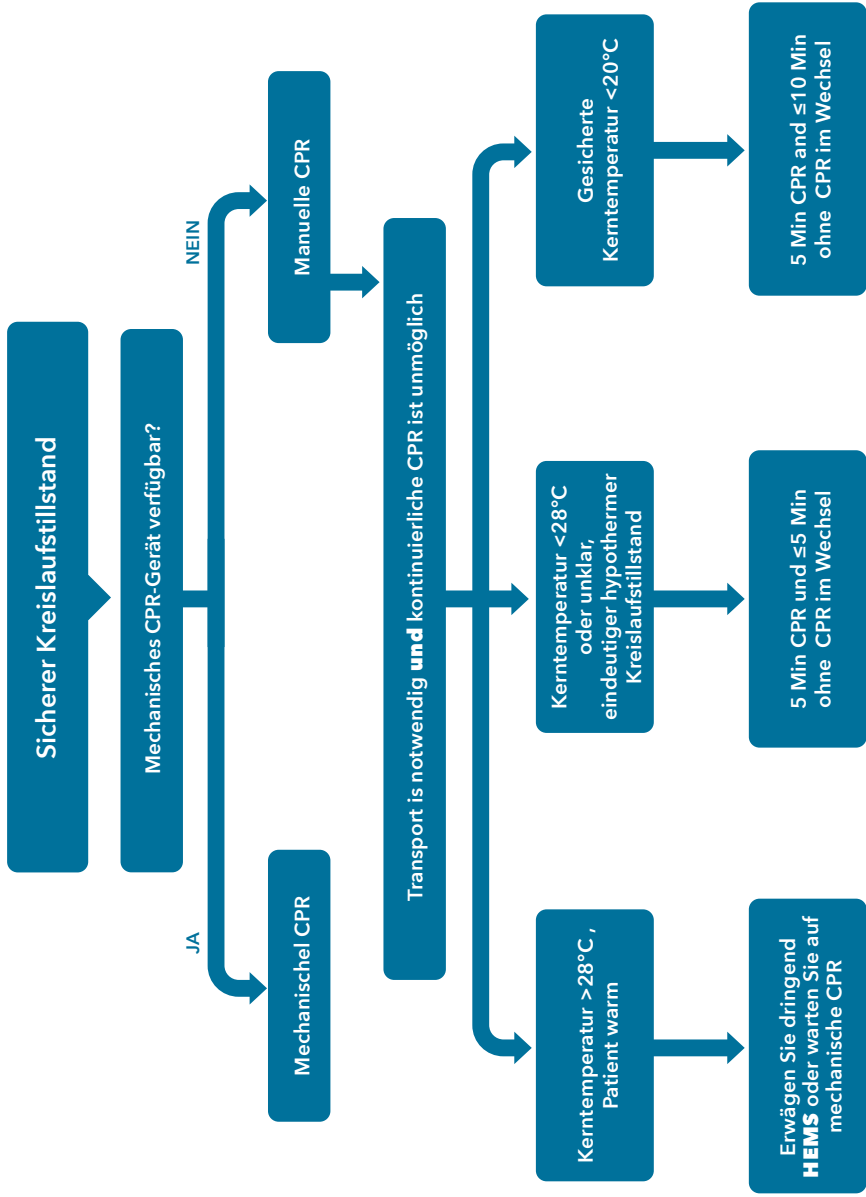 Sicherer Kreislaufstillstand
Mechanisches CPR-Gerät verfügbar?
JA
NEIN
Mechanischel CPR
Manuelle CPR
Transport is notwendig und kontinuierliche CPR ist unmöglich
Kerntemperatur >28°C ,
Patient warm
Kerntemperatur <28°C
oder unklar,
eindeutiger hypothermer
Kreislaufstillstand
Gesicherte
Kerntemperatur <20°C
Erwägen Sie dringend
HEMS oder warten Sie auf
mechanische CPR
5 Min CPR und ≤5 Min
ohne CPR im Wechsel
5 Min CPR and ≤10 Min
ohne CPR im Wechsel